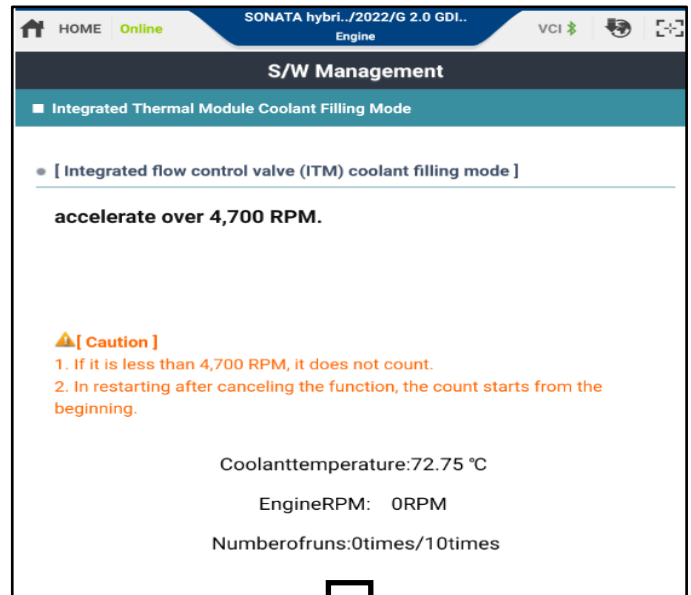 HOME Online SONATA hybri../2022/G 2.0 GDI.. VCI
Engine
S/W Management
Integrated Thermal Module Coolant Filling Mode
[ Integrated flow control valve (ITM) coolant filling mode ]
accelerate over 4,700 RPM.
[ Caution ]
1. If it is less than 4,700 RPM, it does not count.
2. In restarting after canceling the function, the count starts from the
beginning.
Coolanttemperature:72.75 ℃
EngineRPM: 0RPM
Numberofruns:0times/10times